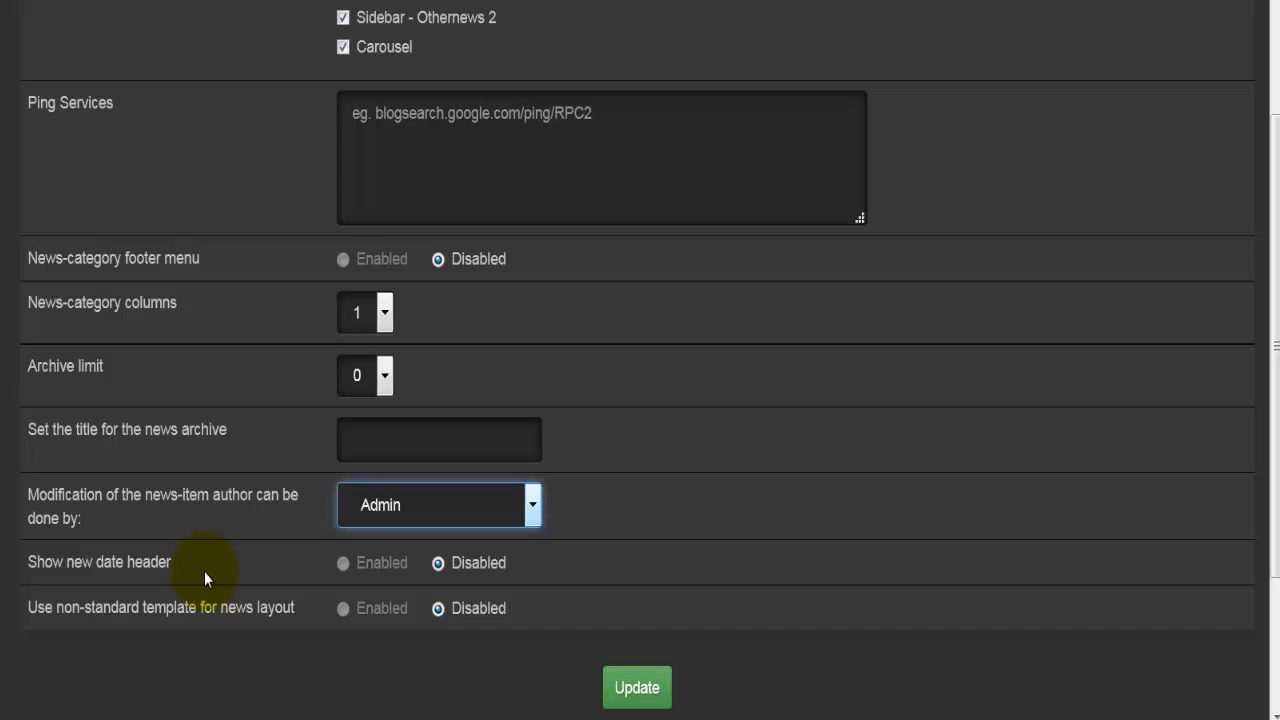 Sidebar - Othernews 2
Carousel
Ping Services
eg. blogsearch.google.com/ping/RPC2
News-category footer menu
Enabled Disabled
News-category columns
1
Archive limit
0
Set the title for the news archive
Modification of the news-item author can be
done by:
Admin
Show new date header
Enabled Disabled
Use non-standard template for news layout
Enabled Disabled
Update